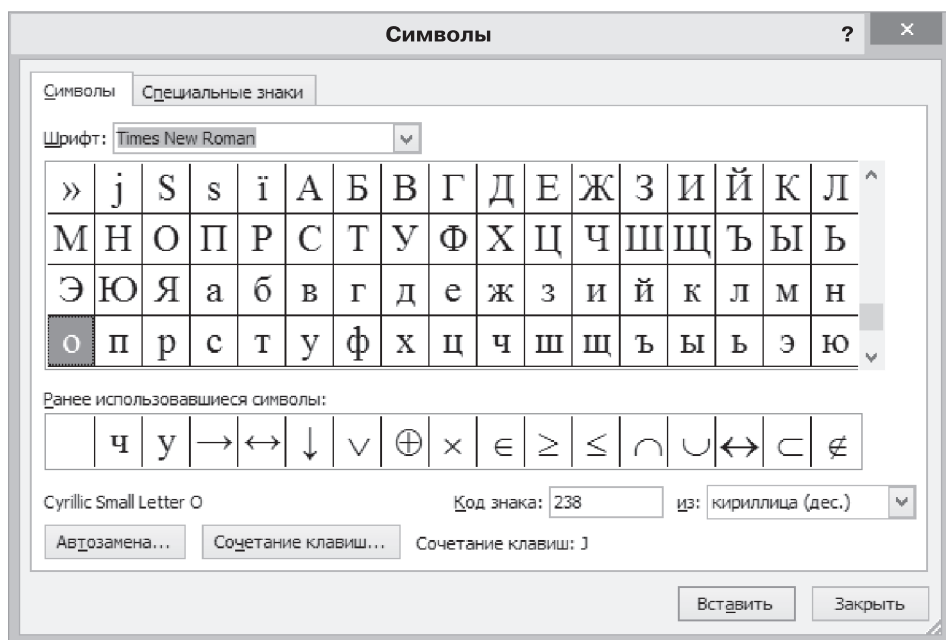 Символы ? ×
Символы Специальные знаки
Шрифт: Times New Roman
» j S s ї А Б В Г Д Е Ж З И Й К Л
М Н О П Р С Т У Ф Х Ц Ч Ш Щ Ъ Ы Ь
Э Ю Я а б в г д е ж з и й к л м н
о п р с т у ф х ц ч ш щ ъ ы ь э ю
Ранее использовавшиеся символы:
ч у → ↔ ↓ ∨ ⊕ × ∈ ≥ ≤ ∩ ∪ ↔ ⊂ ∉
Cyrillic Small Letter O Код знака: 238 из: кириллица (дес.)
Автозамена... Сочетание клавиш... Сочетание клавиш: J
Вставить Закрыть